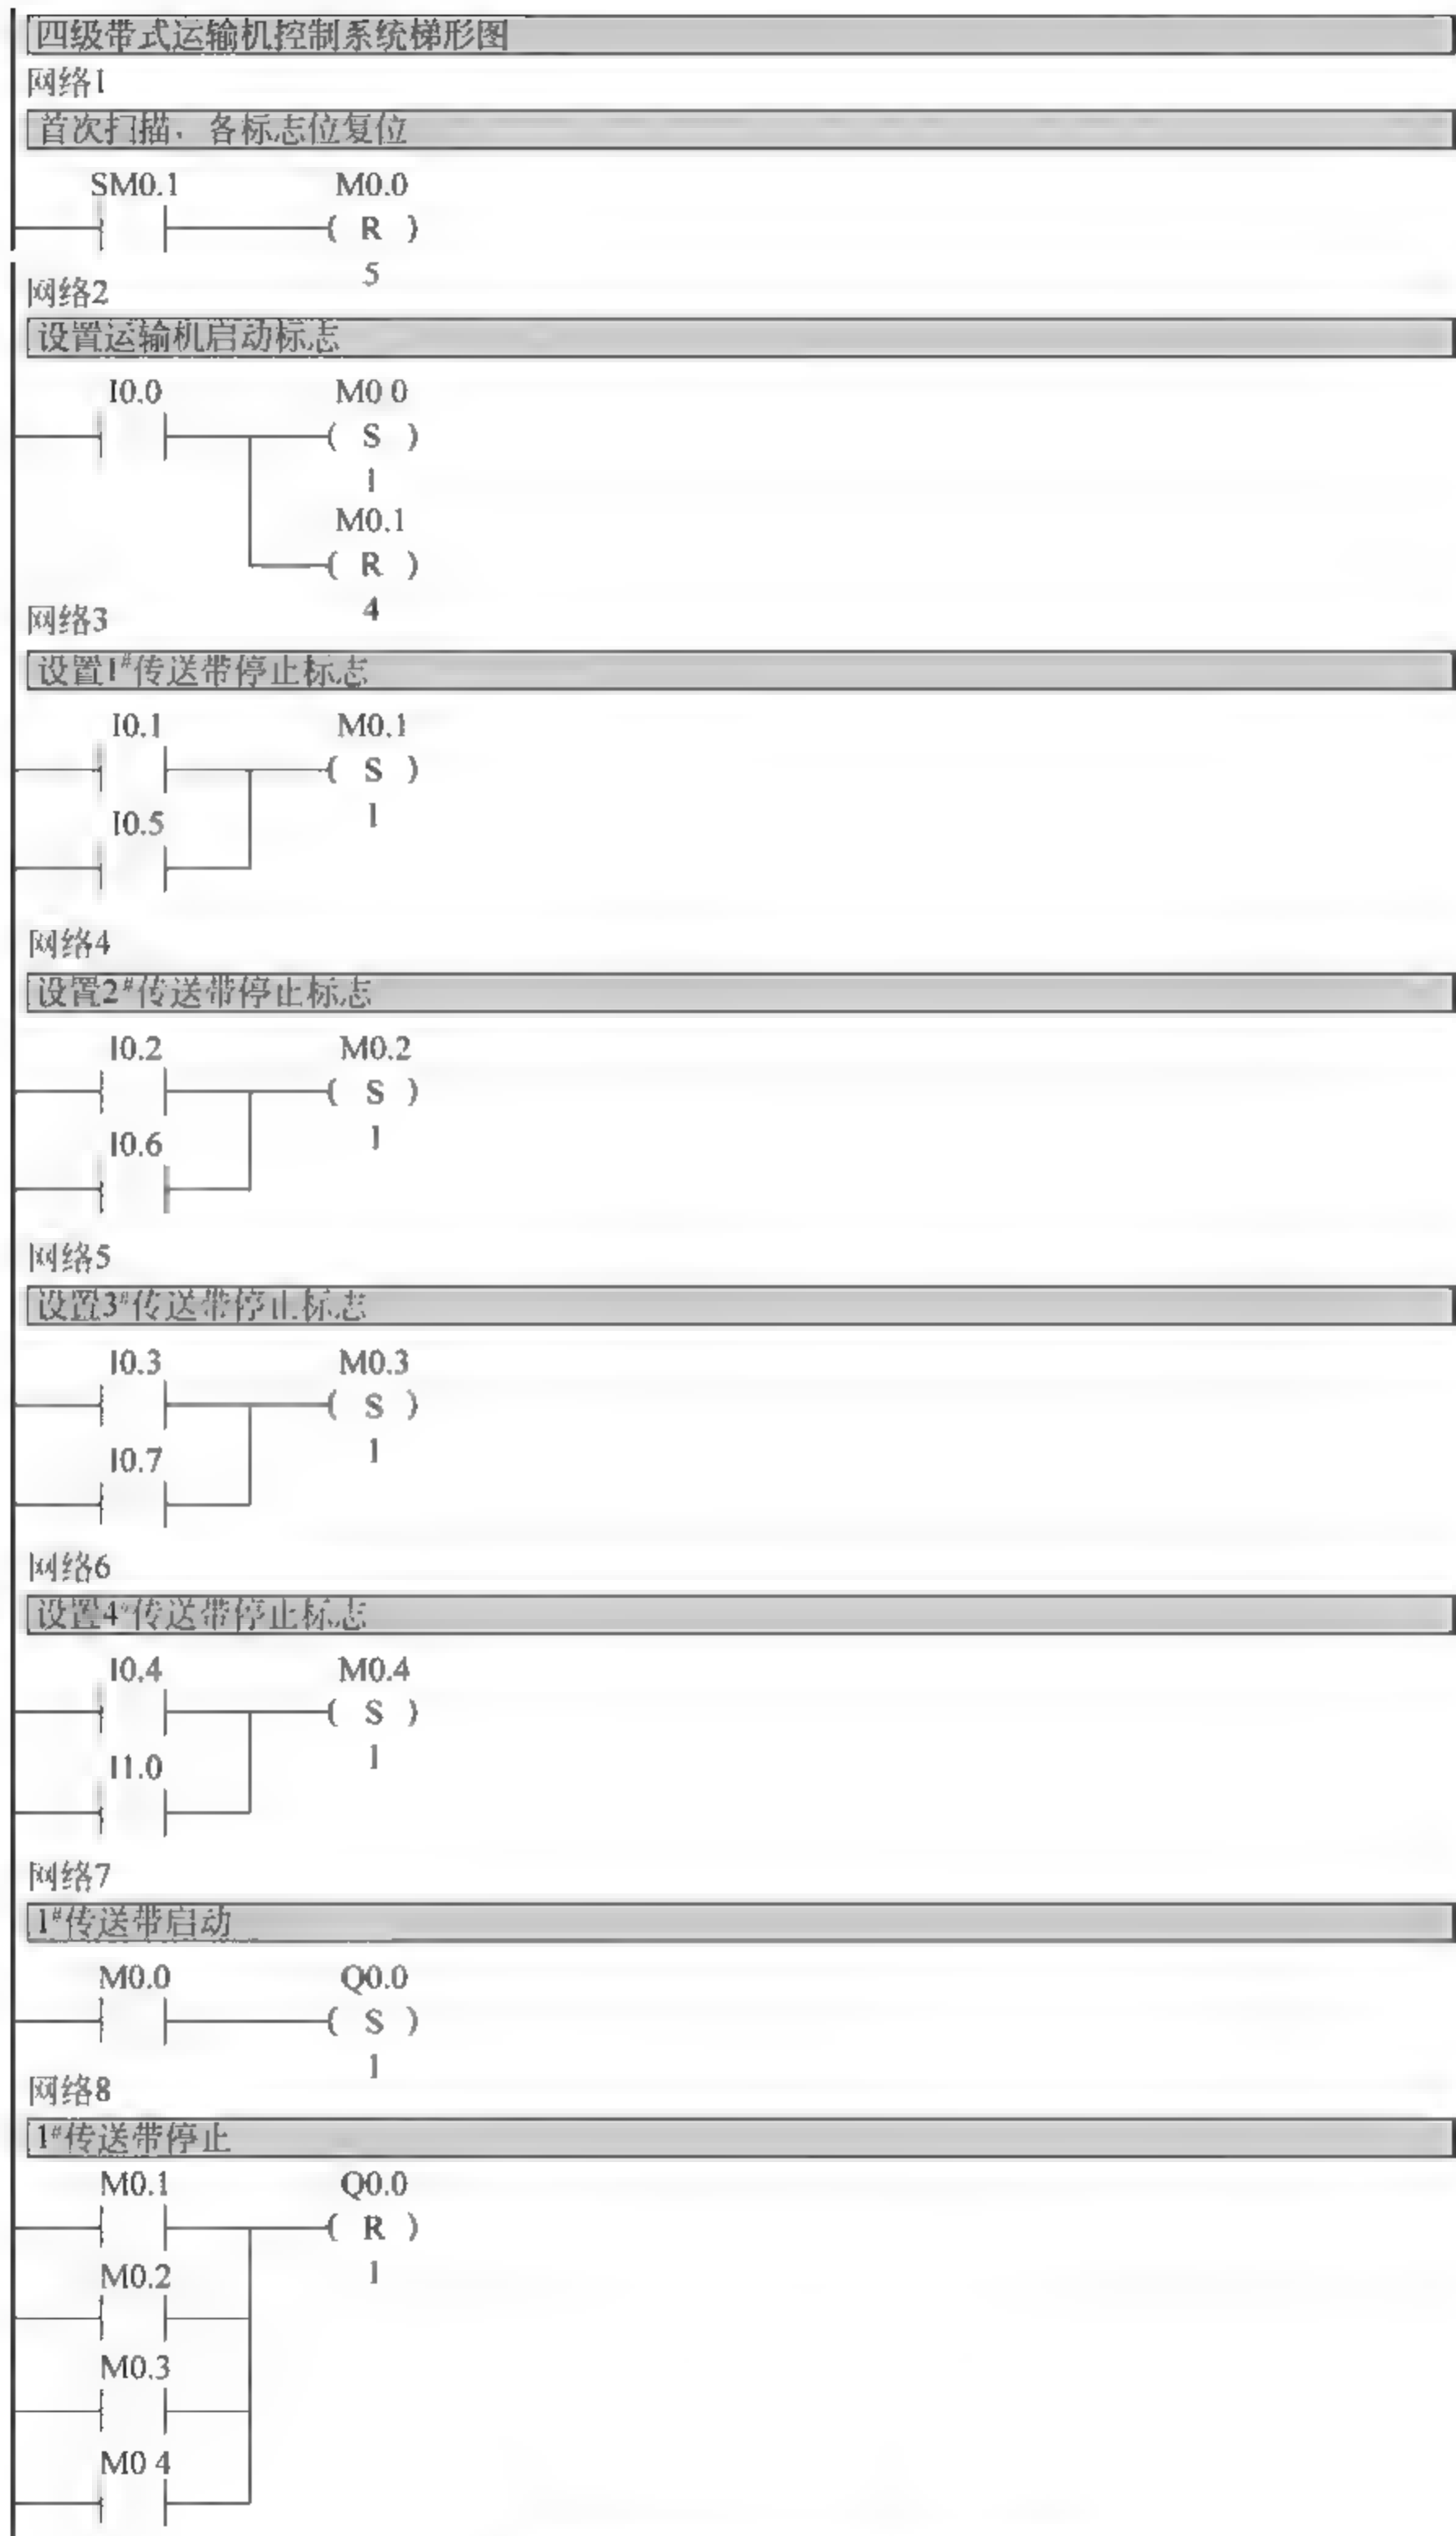 四级带式运输机控制系统梯形图
网络1
首次扫描，各标志位复位
SM0.1 M0.0
( R )
5
网络2
设置运输机启动标志
I0.0 M0 0
( S )
1
M0.1
( R )
4
网络3
设置1#传送带停止标志
I0.1 M0.1
( S )
1
I0.5
网络4
设置2#传送带停止标志
I0.2 M0.2
( S )
1
I0.6
网络5
设置3#传送带停止标志
I0.3 M0.3
( S )
1
I0.7
网络6
设置4#传送带停止标志
I0.4 M0.4
( S )
1
I1.0
网络7
1#传送带启动
M0.0 Q0.0
( S )
1
网络8
1#传送带停止
M0.1 Q0.0
( R )
1
M0.2
M0.3
M0 4